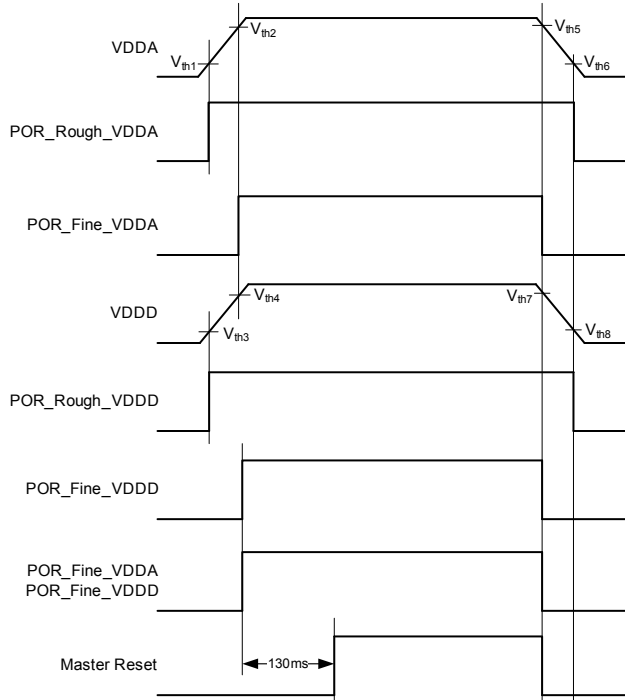 VDDA
Vth1
Vth2
Vth5
Vth6
POR_Rough_VDDA
POR_Fine_VDDA
VDDD
Vth3
Vth4
Vth7
Vth8
POR_Rough_VDDD
POR_Fine_VDDD
POR_Fine_VDDA
POR_Fine_VDDD
Master Reset
130ms